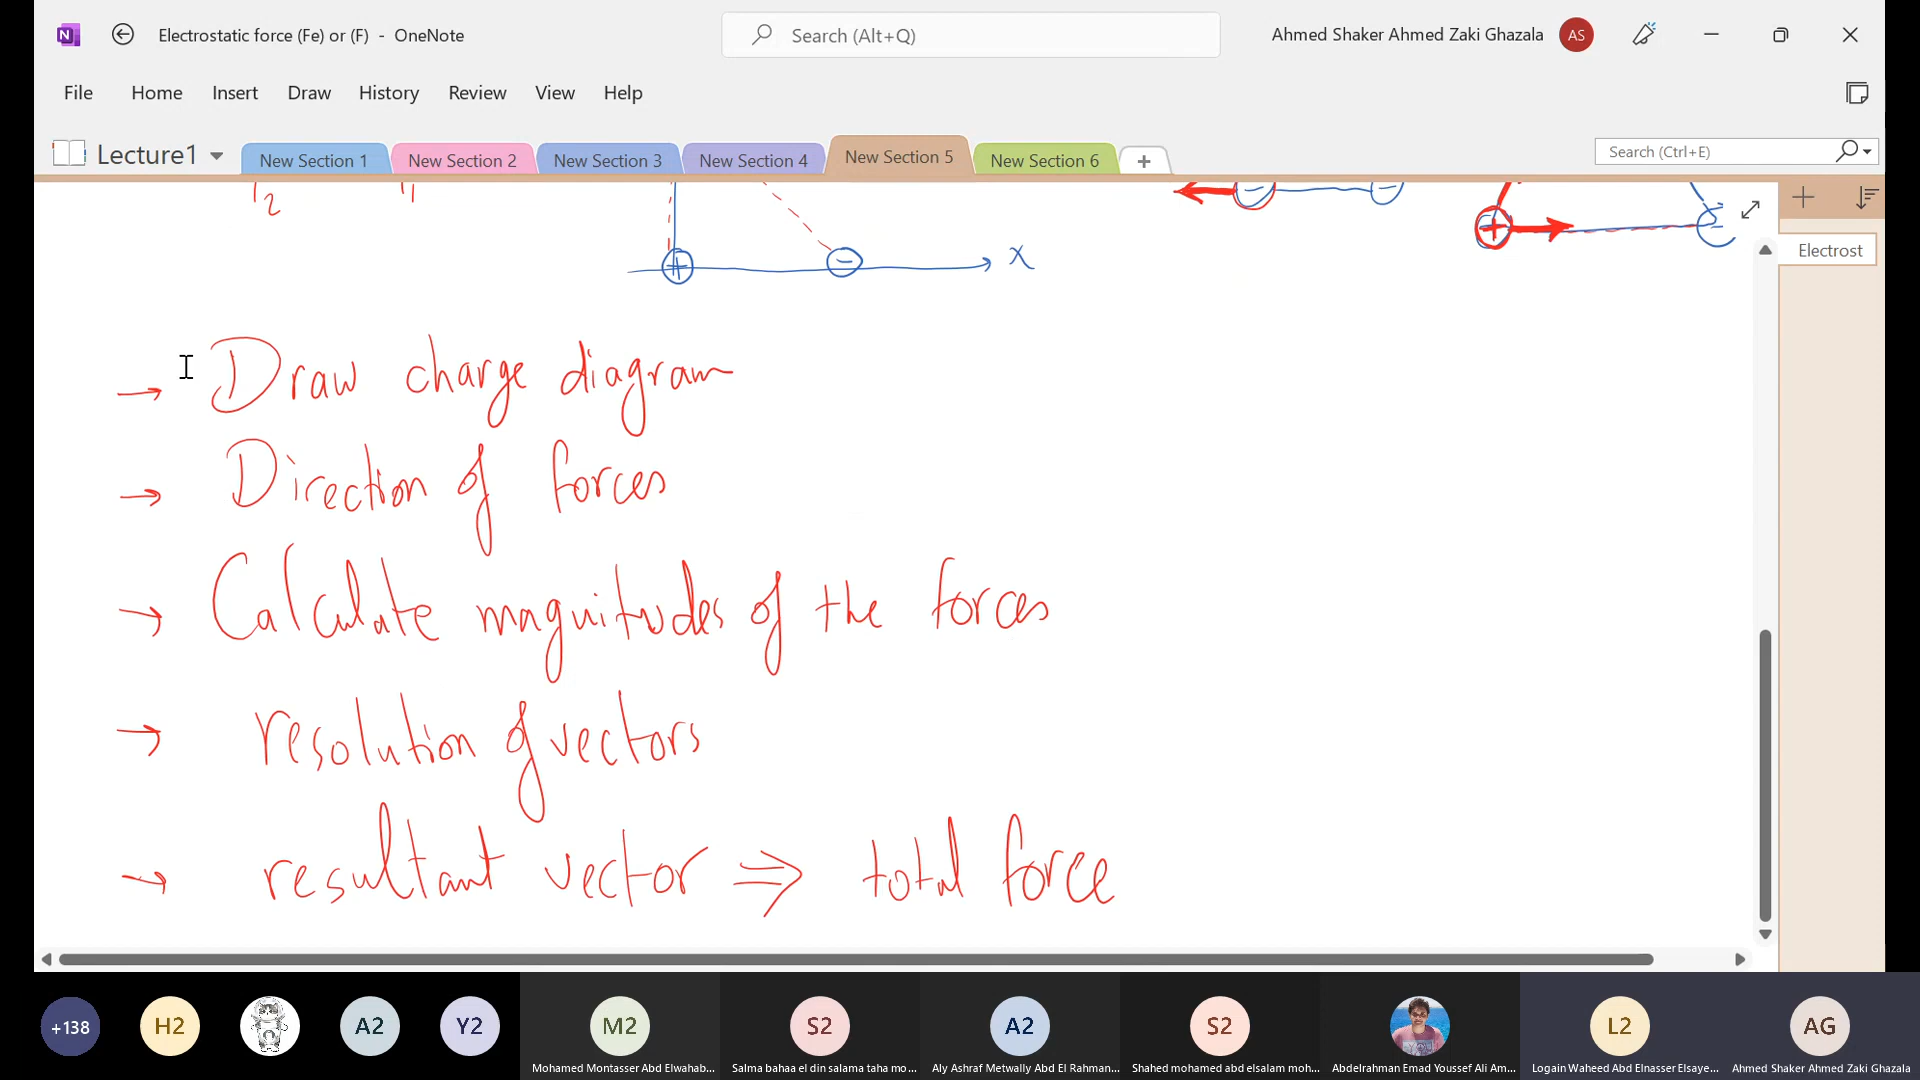 Electrostatic force (Fe) or (F) - OneNote
Search (Alt+Q)
Ahmed Shaker Ahmed Zaki Ghazala
AS
File Home Insert Draw History Review View Help
Lecture1
New Section 1
New Section 2
New Section 3
New Section 4
New Section 5
New Section 6
+
Search (Ctrl+E)
Electrost
+ − → x
− −
+
→ Draw charge diagram
→ Direction of forces
→ Calculate magnitudes of the forces
→ resolution of vectors
→ resultant vector ⇒ total force
+138
H2
A2
Y2
M2
S2
A2
S2
L2
AG
Mohamed Montasser Abd Elwahab...
Salma bahaa el din salama taha mo...
Aly Ashraf Metwally Abd El Rahman...
Shahed mohamed abd elsalam moh...
Abdelrahman Emad Youssef Ali Am...
Logain Waheed Abd Elnasser Elsaye...
Ahmed Shaker Ahmed Zaki Ghazala